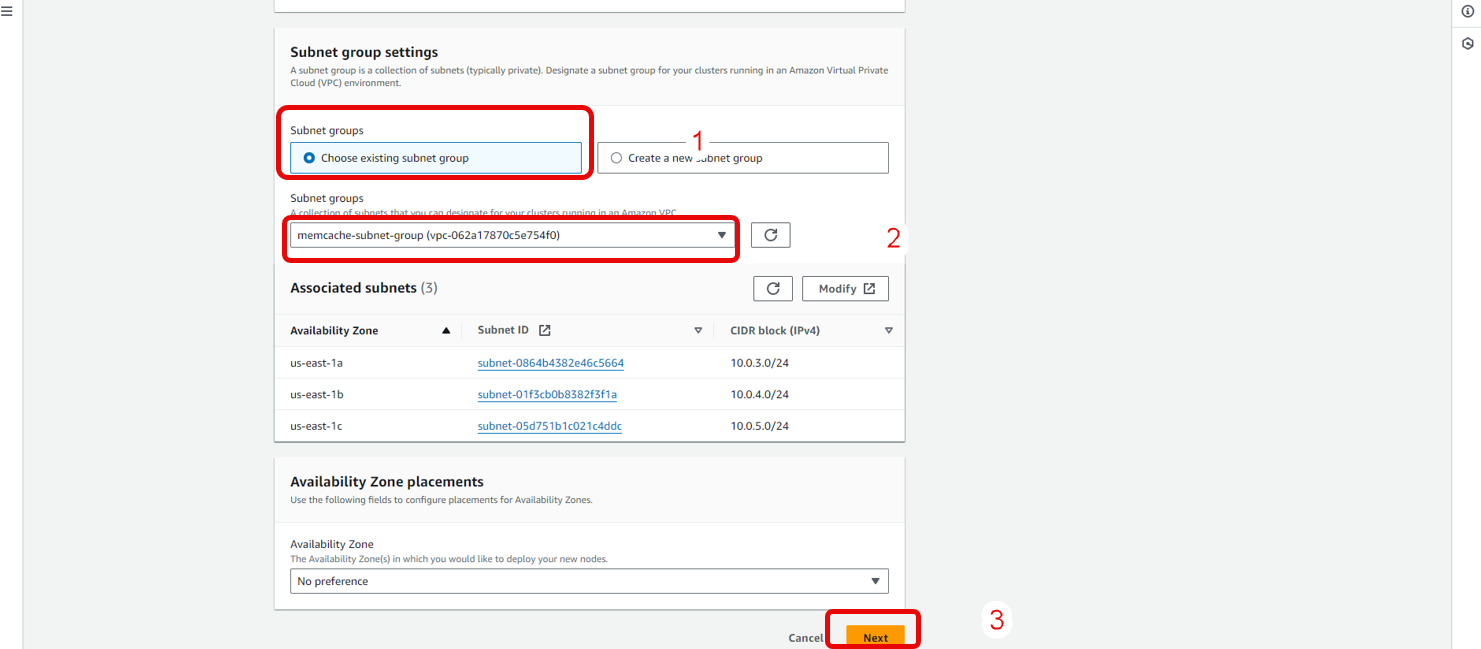 Subnet group settings
A subnet group is a collection of subnets (typically private). Designate a subnet group for your clusters running in an Amazon Virtual Private
Cloud (VPC) environment.
Subnet groups
1
Choose existing subnet group
Create a new subnet group
Subnet groups
A collection of subnets that you can designate for your clusters running in an Amazon VPC.
memcache-subnet-group (vpc-062a17870c5e754f0)
2
Associated subnets (3)
Modify
Availability Zone
Subnet ID
CIDR block (IPv4)
us-east-1a
subnet-0864b4382e46c5664
10.0.3.0/24
us-east-1b
subnet-01f3cb0b8382f3f1a
10.0.4.0/24
us-east-1c
subnet-05d751b1c021c4ddc
10.0.5.0/24
Availability Zone placements
Use the following fields to configure placements for Availability Zones.
Availability Zone
The Availability Zone(s) in which you would like to deploy your new nodes.
No preference
3
Cancel
Next